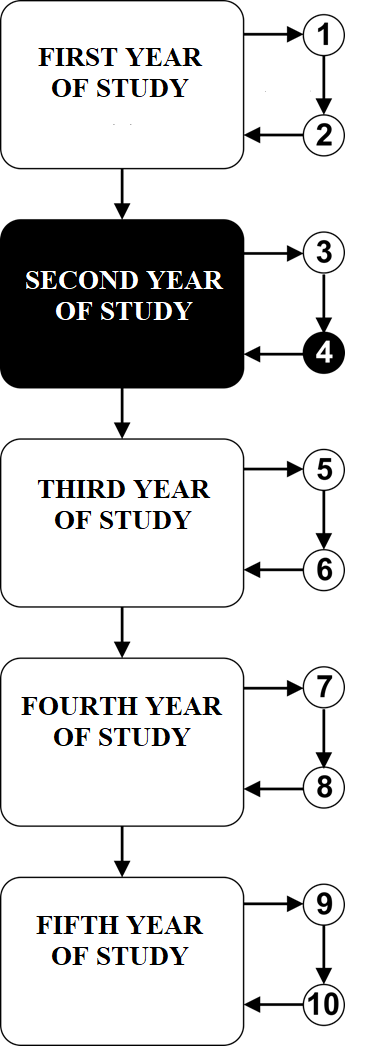 FIRST YEAR
OF STUDY
1
2
SECOND YEAR
OF STUDY
3
4
THIRD YEAR
OF STUDY
5
6
FOURTH YEAR
OF STUDY
7
8
FIFTH YEAR
OF STUDY
9
10